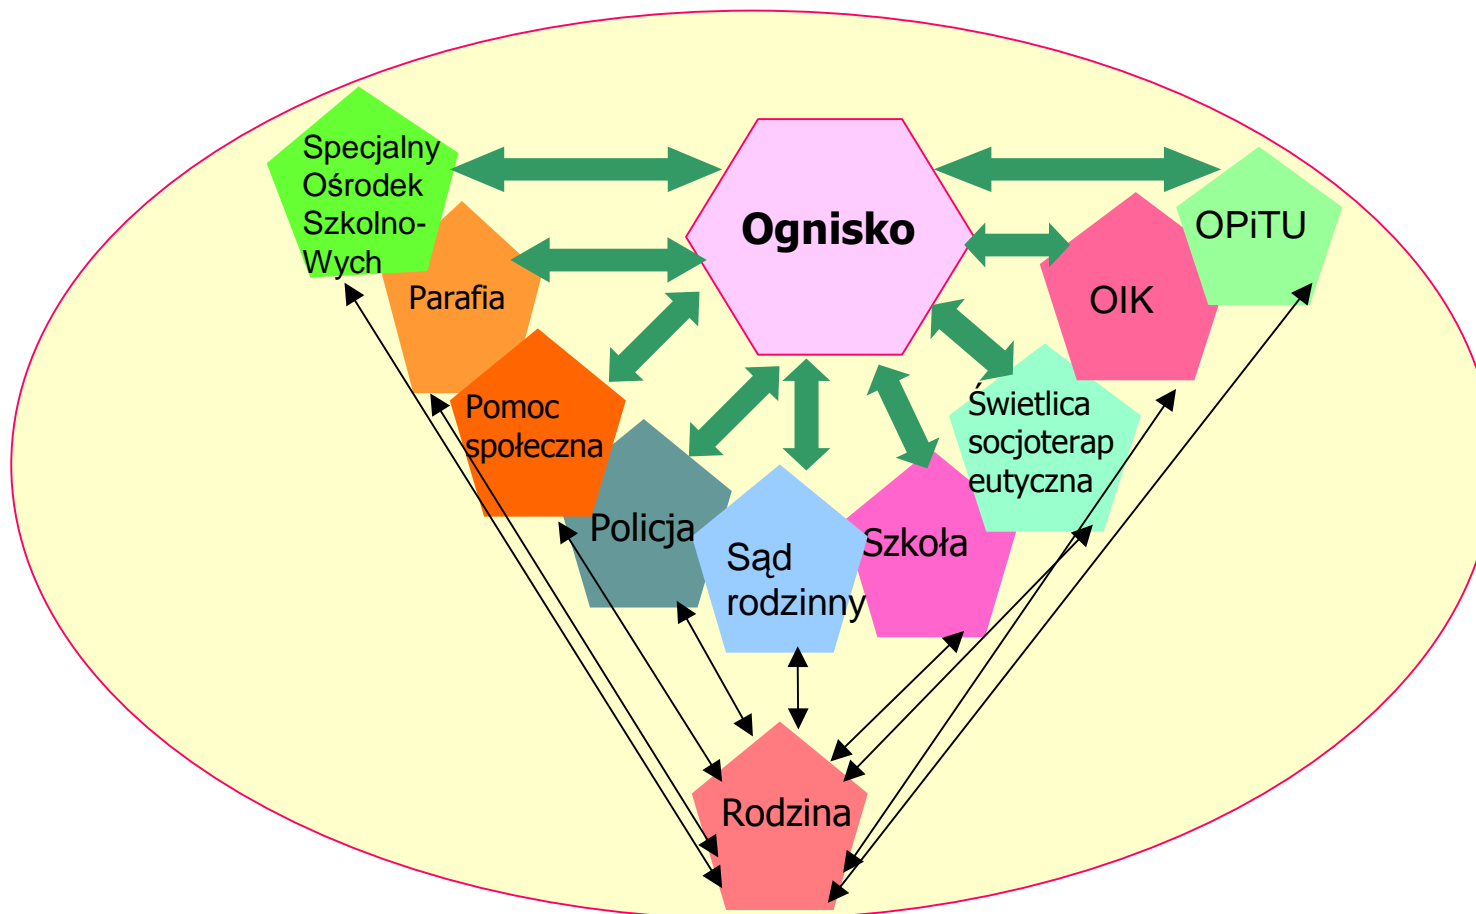 Specjalny
Ośrodek
Szkolno-
Wych
Ognisko
OPiTU
Parafia
OIK
Pomoc
społeczna
Świetlica
socjoterap
eutyczna
Policja
Sąd
rodzinny
Szkoła
Rodzina